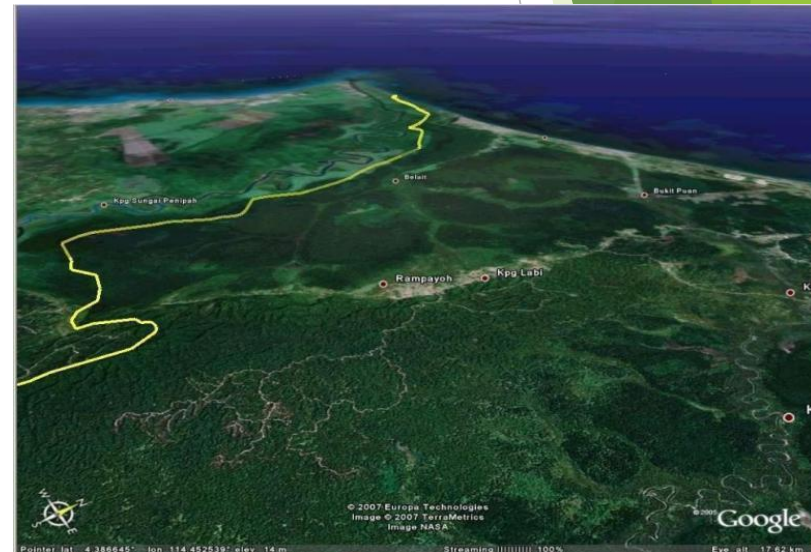 Kpg Sungai Penipah
Belait
Bukit Puan
Rampayoh
Kpg Labi
K
K
W
N
S
E
© 2007 Europa Technologies
Image © 2007 TerraMetrics
Image NASA
© 2005 Google
Pointer lat 4.386645° lon 114.452539° elev 14 m
Streaming |||||||||| 100%
Eye alt 17.62 km